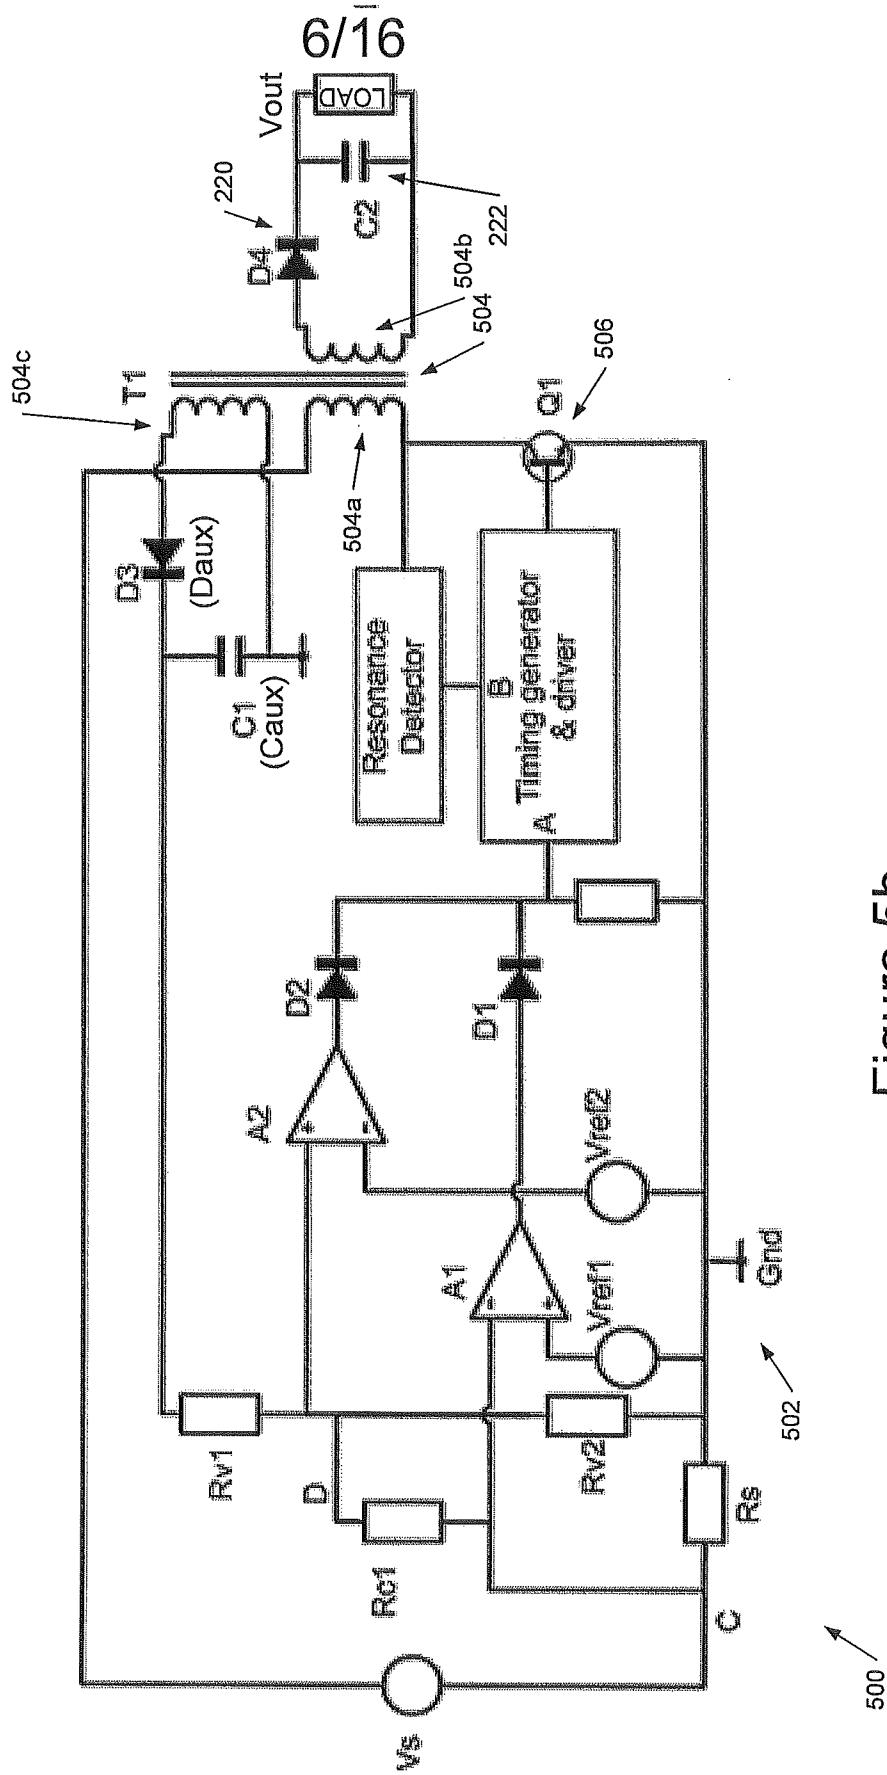 6/16
Vout
LOAD
220
D4
C2
222
504b
504
504c
T1
504a
506
Q1
D3
(Daux)
C1
(Caux)
Resonance
Detector
B
Timing generator
& driver
A
D2
D1
A2
A1
Vref2
Vref1
Gnd
502
Rv1
D
Rv2
Rc1
Rs
C
Vs
500
Figure 5b